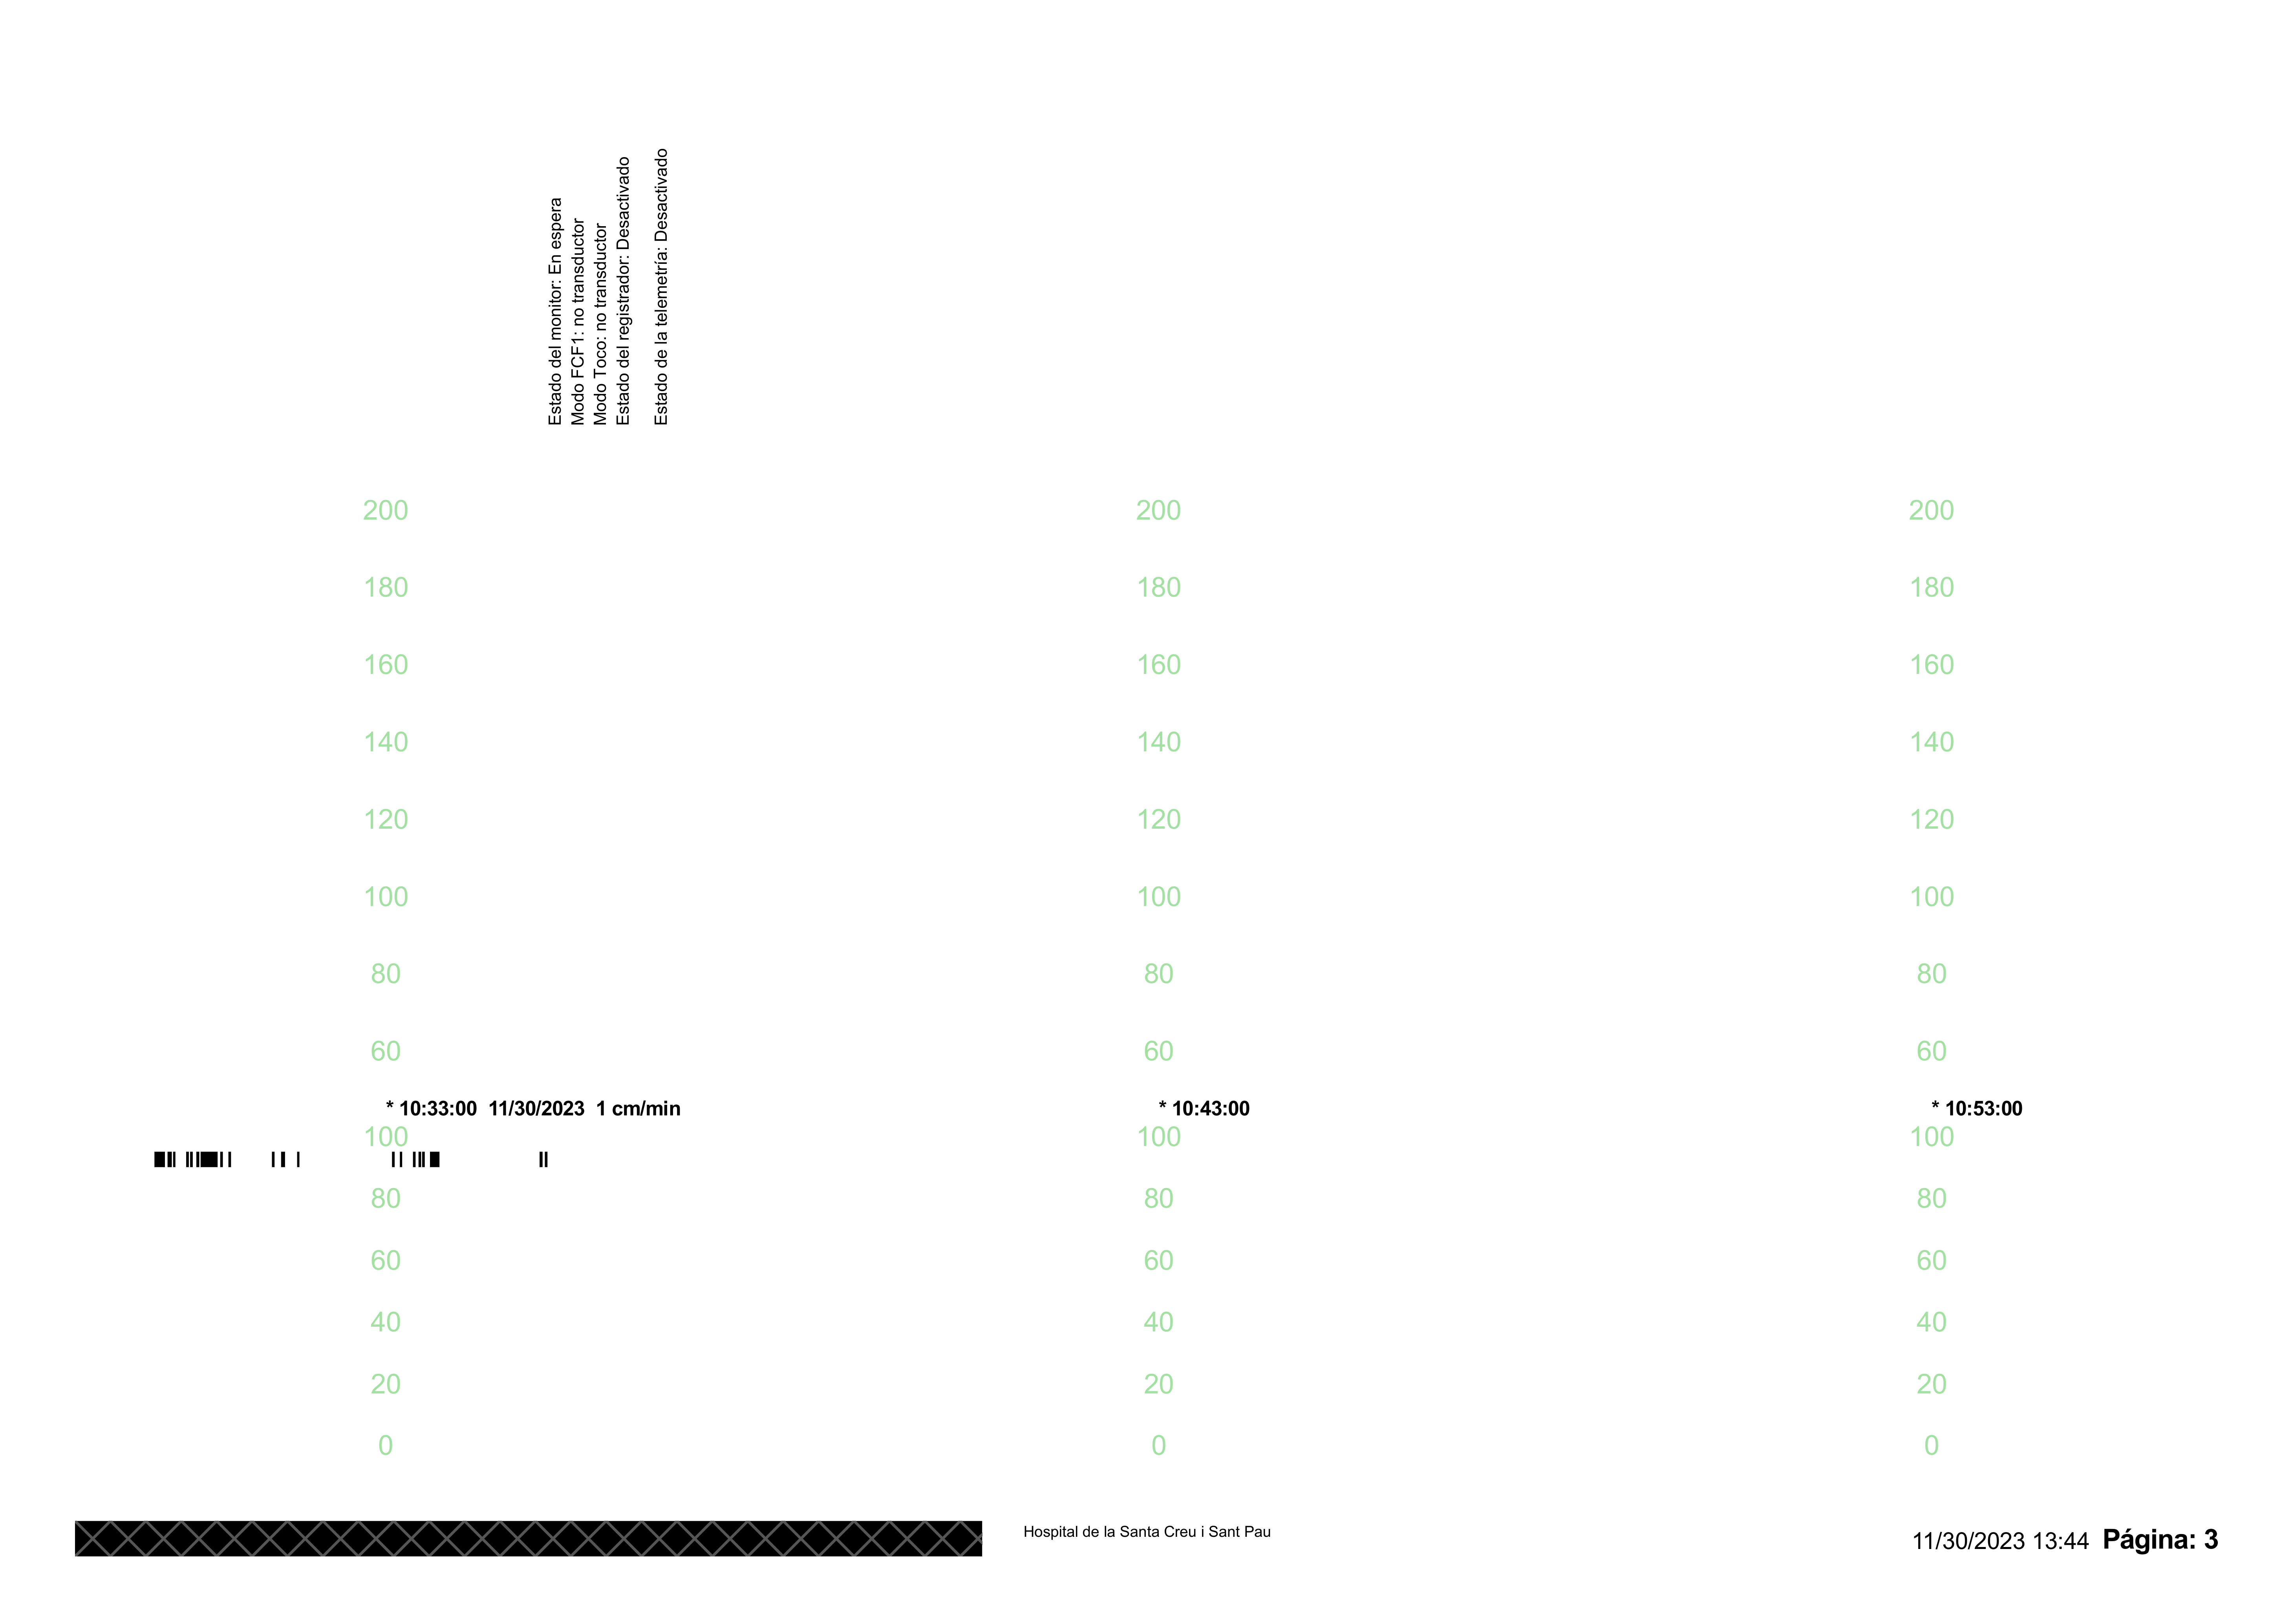 Estado del monitor: En espera
Modo FCF1: no transductor
Modo Toco: no transductor
Estado del registrador: Desactivado
Estado de la telemetría: Desactivado
200 200 200
180 180 180
160 160 160
140 140 140
120 120 120
100 100 100
80 80 80
60 60 60
* 10:33:00 11/30/2023 1 cm/min * 10:43:00 * 10:53:00
100 100 100
80 80 80
60 60 60
40 40 40
20 20 20
0 0 0
Hospital de la Santa Creu i Sant Pau
11/30/2023 13:44 Página: 3